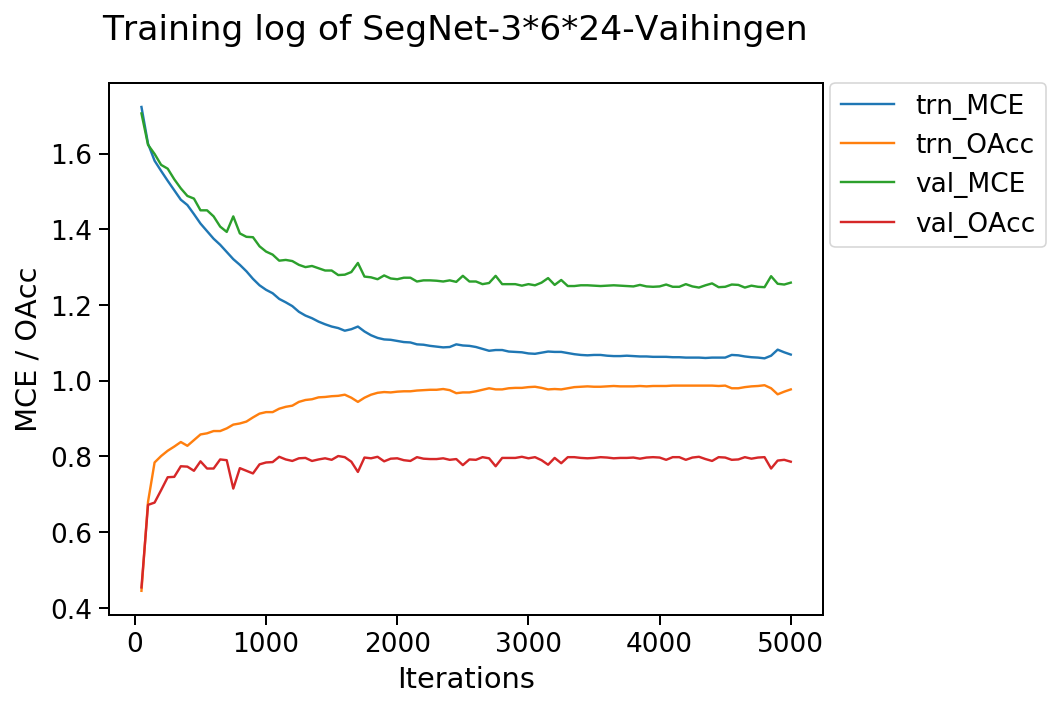 Training log of SegNet-3*6*24-Vaihingen
trn_MCE
trn_OAcc
val_MCE
val_OAcc
MCE / OAcc
1.6
1.4
1.2
1.0
0.8
0.6
0.4
0 1000 2000 3000 4000 5000
Iterations